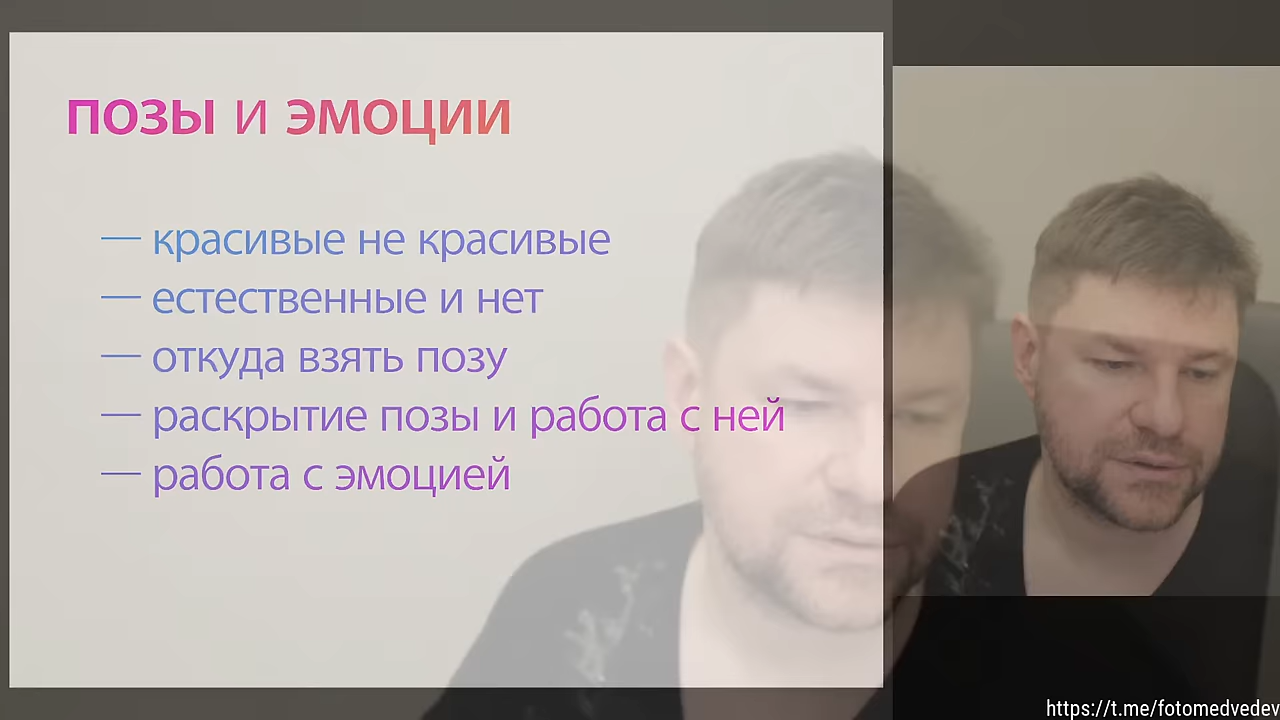 ПОЗЫ И ЭМОЦИИ
— красивые не красивые
— естественные и нет
— откуда взять позу
— раскрытие позы и работа с ней
— работа с эмоцией
https://t.me/fotomedvedev